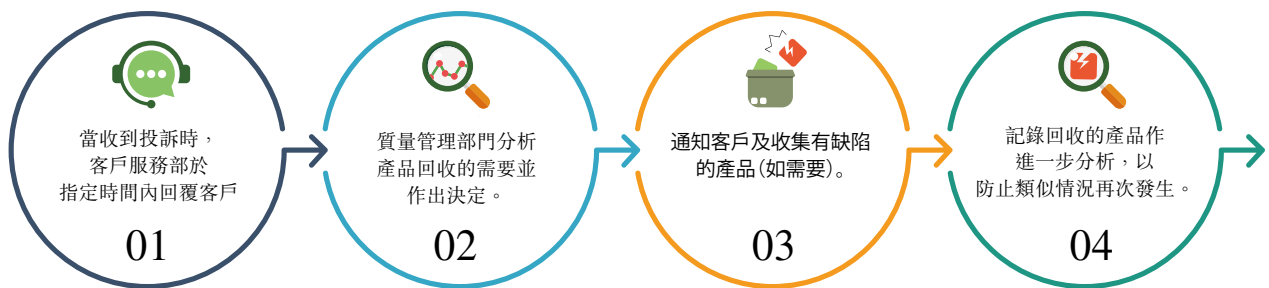 當收到投訴時，
客戶服務部於
指定時間內回覆客戶
01
質量管理部門分析
產品回收的需要並
作出決定。
02
通知客戶及收集有缺陷
的產品（如需要）。
03
記錄回收的產品作
進一步分析，以
防止類似情況再次發生。
04